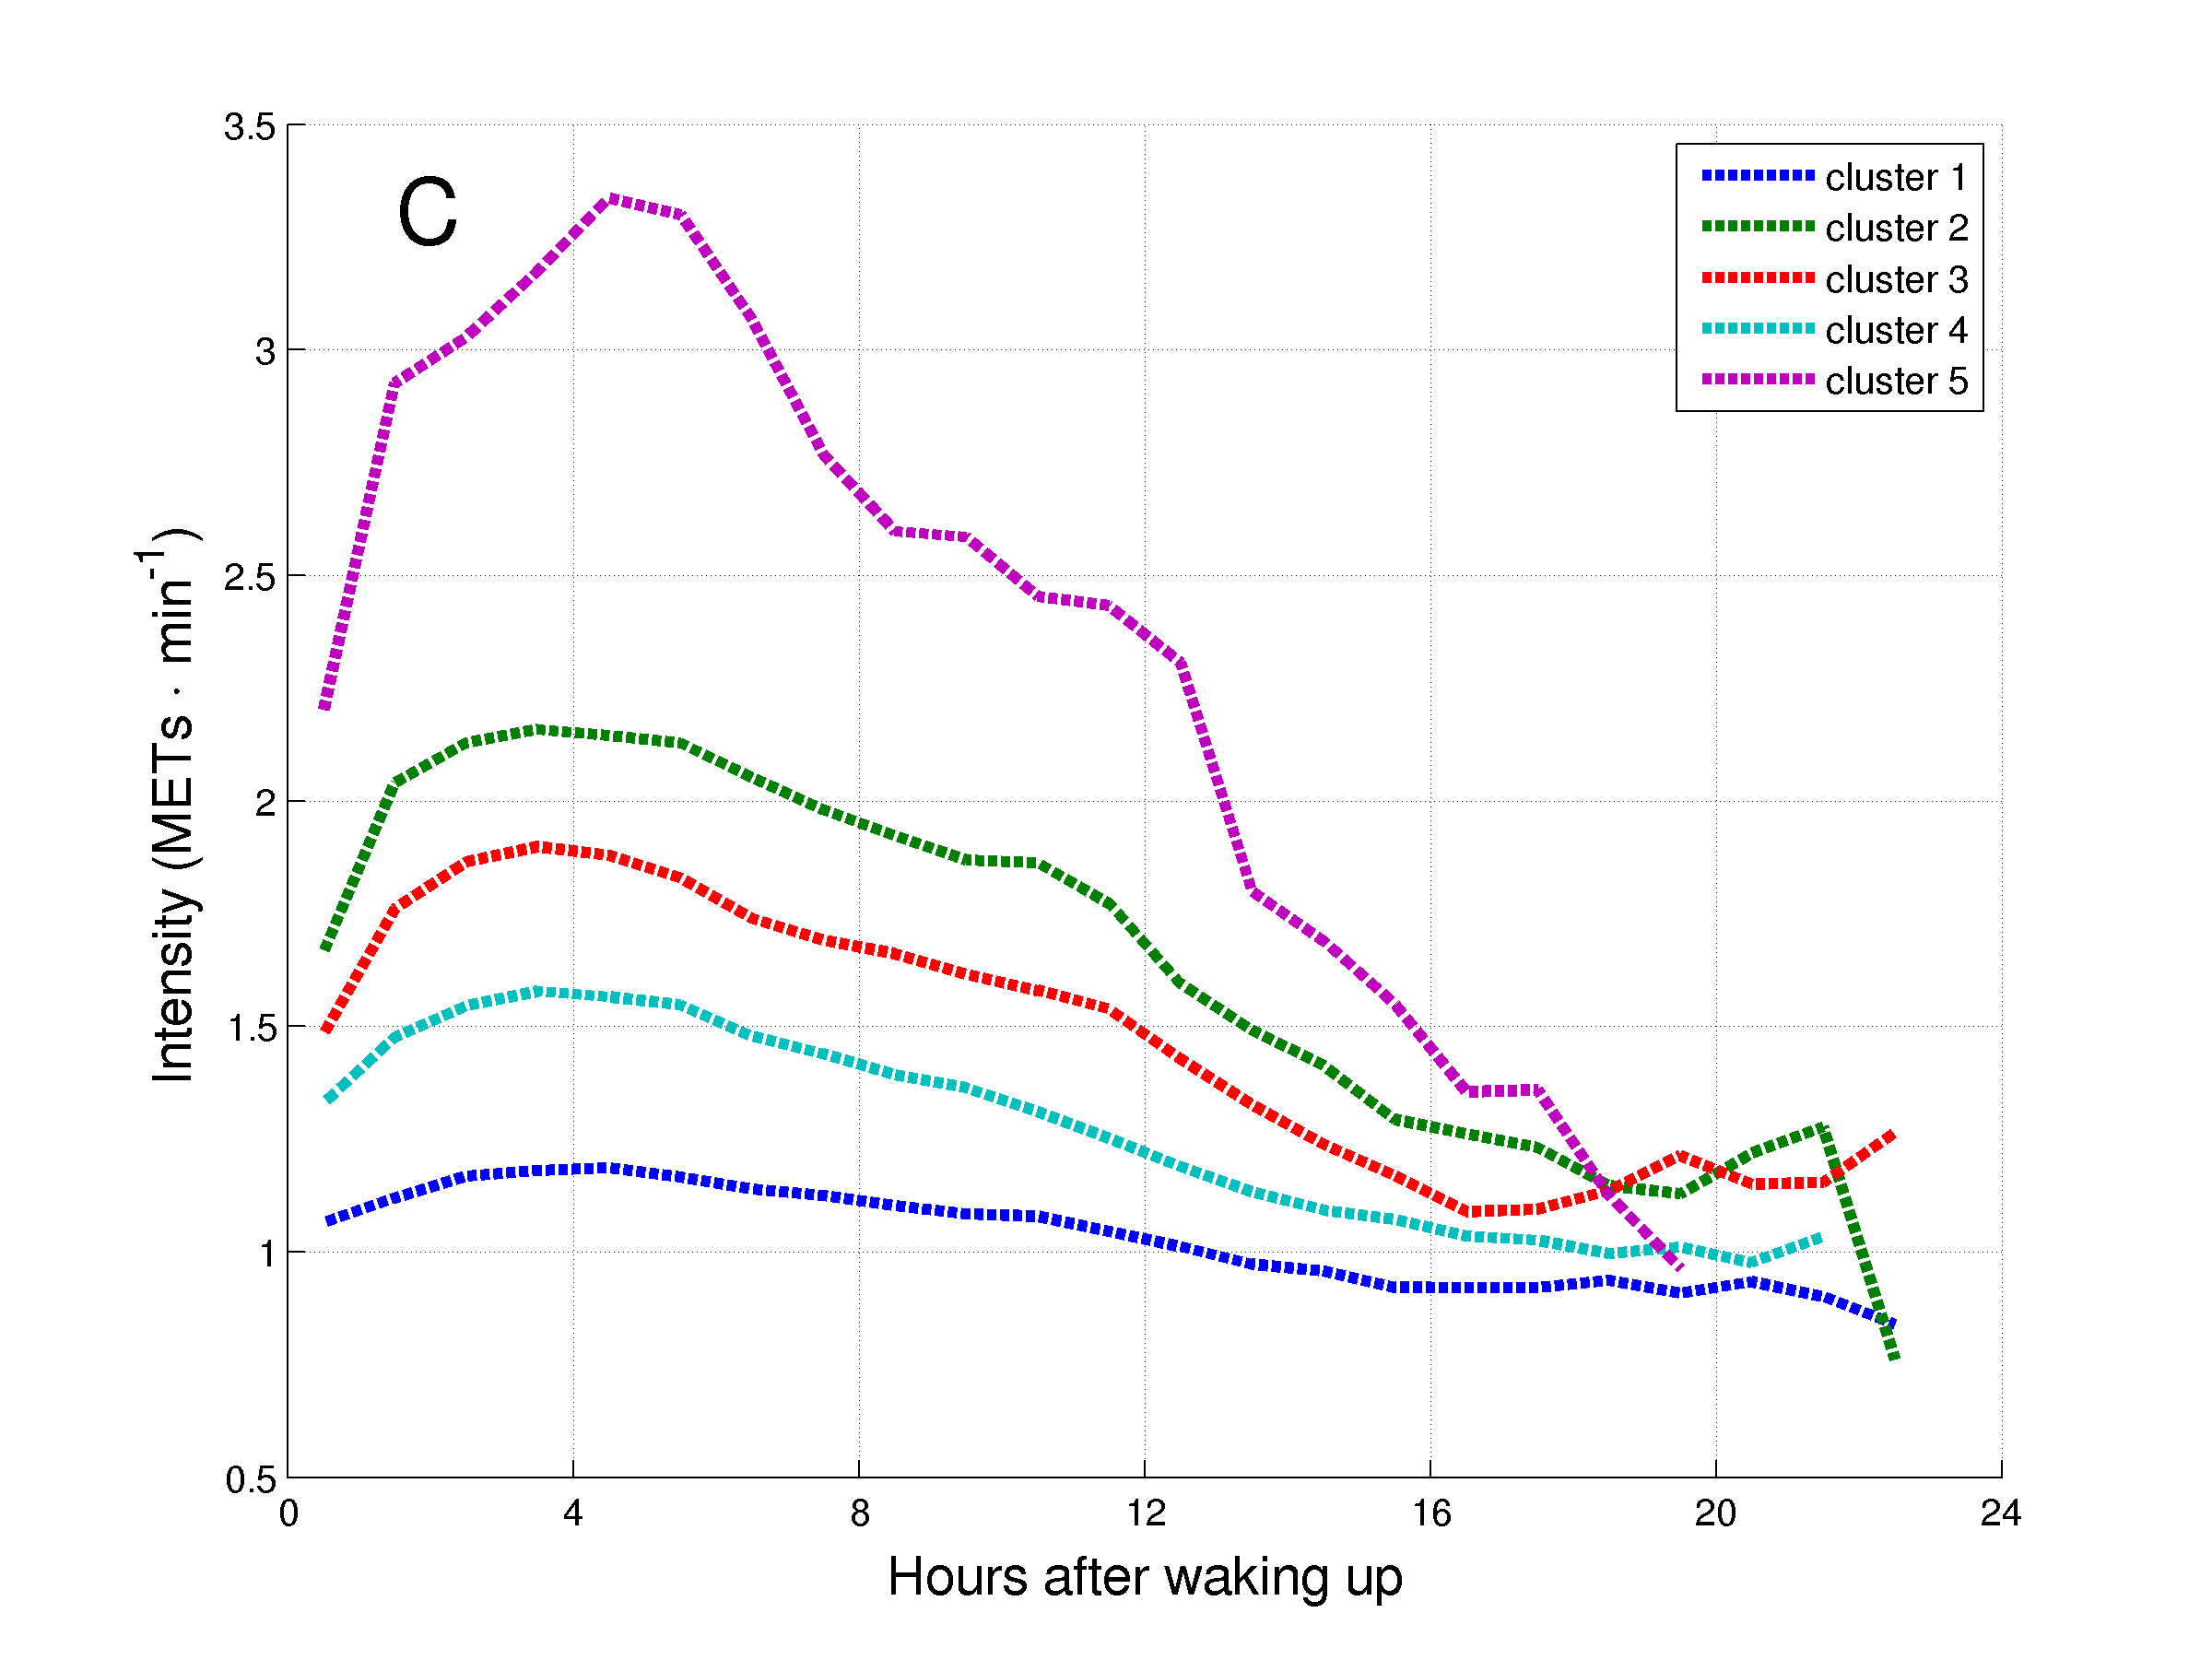 C
cluster 1
cluster 2
cluster 3
cluster 4
cluster 5
Intensity (METs · min⁻¹)
3.5
3
2.5
2
1.5
1
0.5
0 4 8 12 16 20 24
Hours after waking up